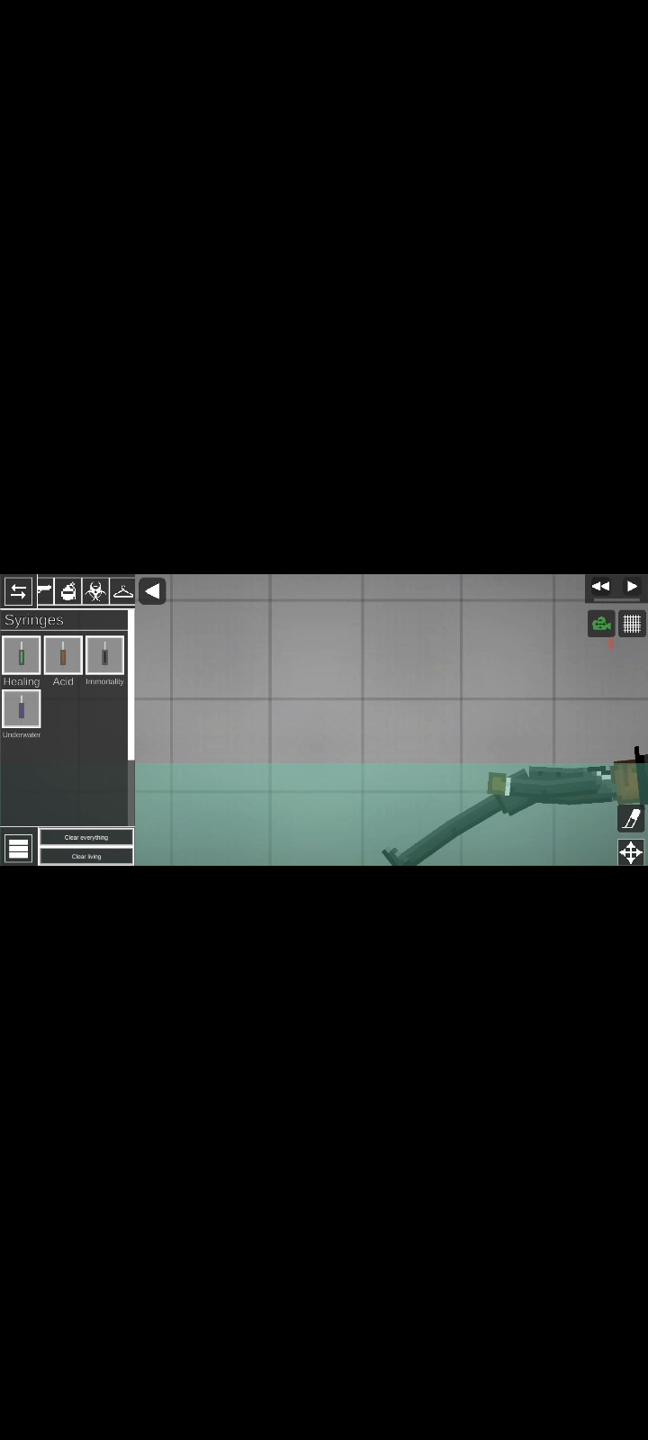 Syringes
Healing Acid Immortality
Underwater
Clear everything
Clear living